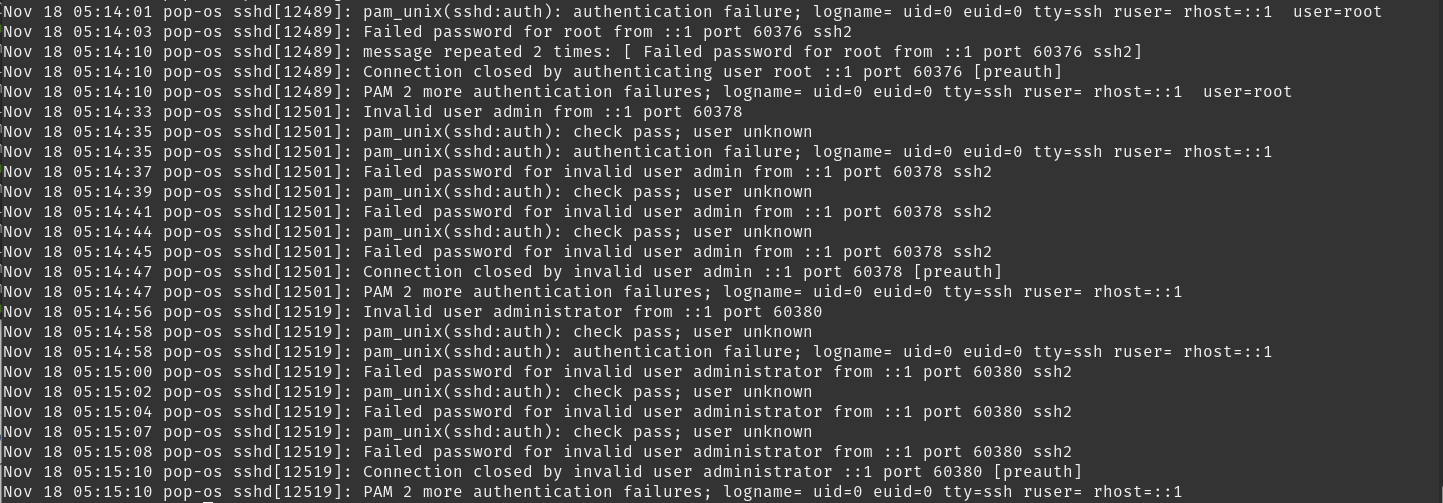 Nov 18 05:14:01 pop-os sshd[12489]: pam_unix(sshd:auth): authentication failure; logname= uid=0 euid=0 tty=ssh ruser= rhost=::1  user=root
Nov 18 05:14:03 pop-os sshd[12489]: Failed password for root from ::1 port 60376 ssh2
Nov 18 05:14:10 pop-os sshd[12489]: message repeated 2 times: [ Failed password for root from ::1 port 60376 ssh2]
Nov 18 05:14:10 pop-os sshd[12489]: Connection closed by authenticating user root ::1 port 60376 [preauth]
Nov 18 05:14:10 pop-os sshd[12489]: PAM 2 more authentication failures; logname= uid=0 euid=0 tty=ssh ruser= rhost=::1  user=root
Nov 18 05:14:33 pop-os sshd[12501]: Invalid user admin from ::1 port 60378
Nov 18 05:14:35 pop-os sshd[12501]: pam_unix(sshd:auth): check pass; user unknown
Nov 18 05:14:35 pop-os sshd[12501]: pam_unix(sshd:auth): authentication failure; logname= uid=0 euid=0 tty=ssh ruser= rhost=::1
Nov 18 05:14:37 pop-os sshd[12501]: Failed password for invalid user admin from ::1 port 60378 ssh2
Nov 18 05:14:39 pop-os sshd[12501]: pam_unix(sshd:auth): check pass; user unknown
Nov 18 05:14:41 pop-os sshd[12501]: Failed password for invalid user admin from ::1 port 60378 ssh2
Nov 18 05:14:44 pop-os sshd[12501]: pam_unix(sshd:auth): check pass; user unknown
Nov 18 05:14:45 pop-os sshd[12501]: Failed password for invalid user admin from ::1 port 60378 ssh2
Nov 18 05:14:47 pop-os sshd[12501]: Connection closed by invalid user admin ::1 port 60378 [preauth]
Nov 18 05:14:47 pop-os sshd[12501]: PAM 2 more authentication failures; logname= uid=0 euid=0 tty=ssh ruser= rhost=::1
Nov 18 05:14:56 pop-os sshd[12519]: Invalid user administrator from ::1 port 60380
Nov 18 05:14:58 pop-os sshd[12519]: pam_unix(sshd:auth): check pass; user unknown
Nov 18 05:14:58 pop-os sshd[12519]: pam_unix(sshd:auth): authentication failure; logname= uid=0 euid=0 tty=ssh ruser= rhost=::1
Nov 18 05:15:00 pop-os sshd[12519]: Failed password for invalid user administrator from ::1 port 60380 ssh2
Nov 18 05:15:02 pop-os sshd[12519]: pam_unix(sshd:auth): check pass; user unknown
Nov 18 05:15:04 pop-os sshd[12519]: Failed password for invalid user administrator from ::1 port 60380 ssh2
Nov 18 05:15:07 pop-os sshd[12519]: pam_unix(sshd:auth): check pass; user unknown
Nov 18 05:15:08 pop-os sshd[12519]: Failed password for invalid user administrator from ::1 port 60380 ssh2
Nov 18 05:15:10 pop-os sshd[12519]: Connection closed by invalid user administrator ::1 port 60380 [preauth]
Nov 18 05:15:10 pop-os sshd[12519]: PAM 2 more authentication failures; logname= uid=0 euid=0 tty=ssh ruser= rhost=::1